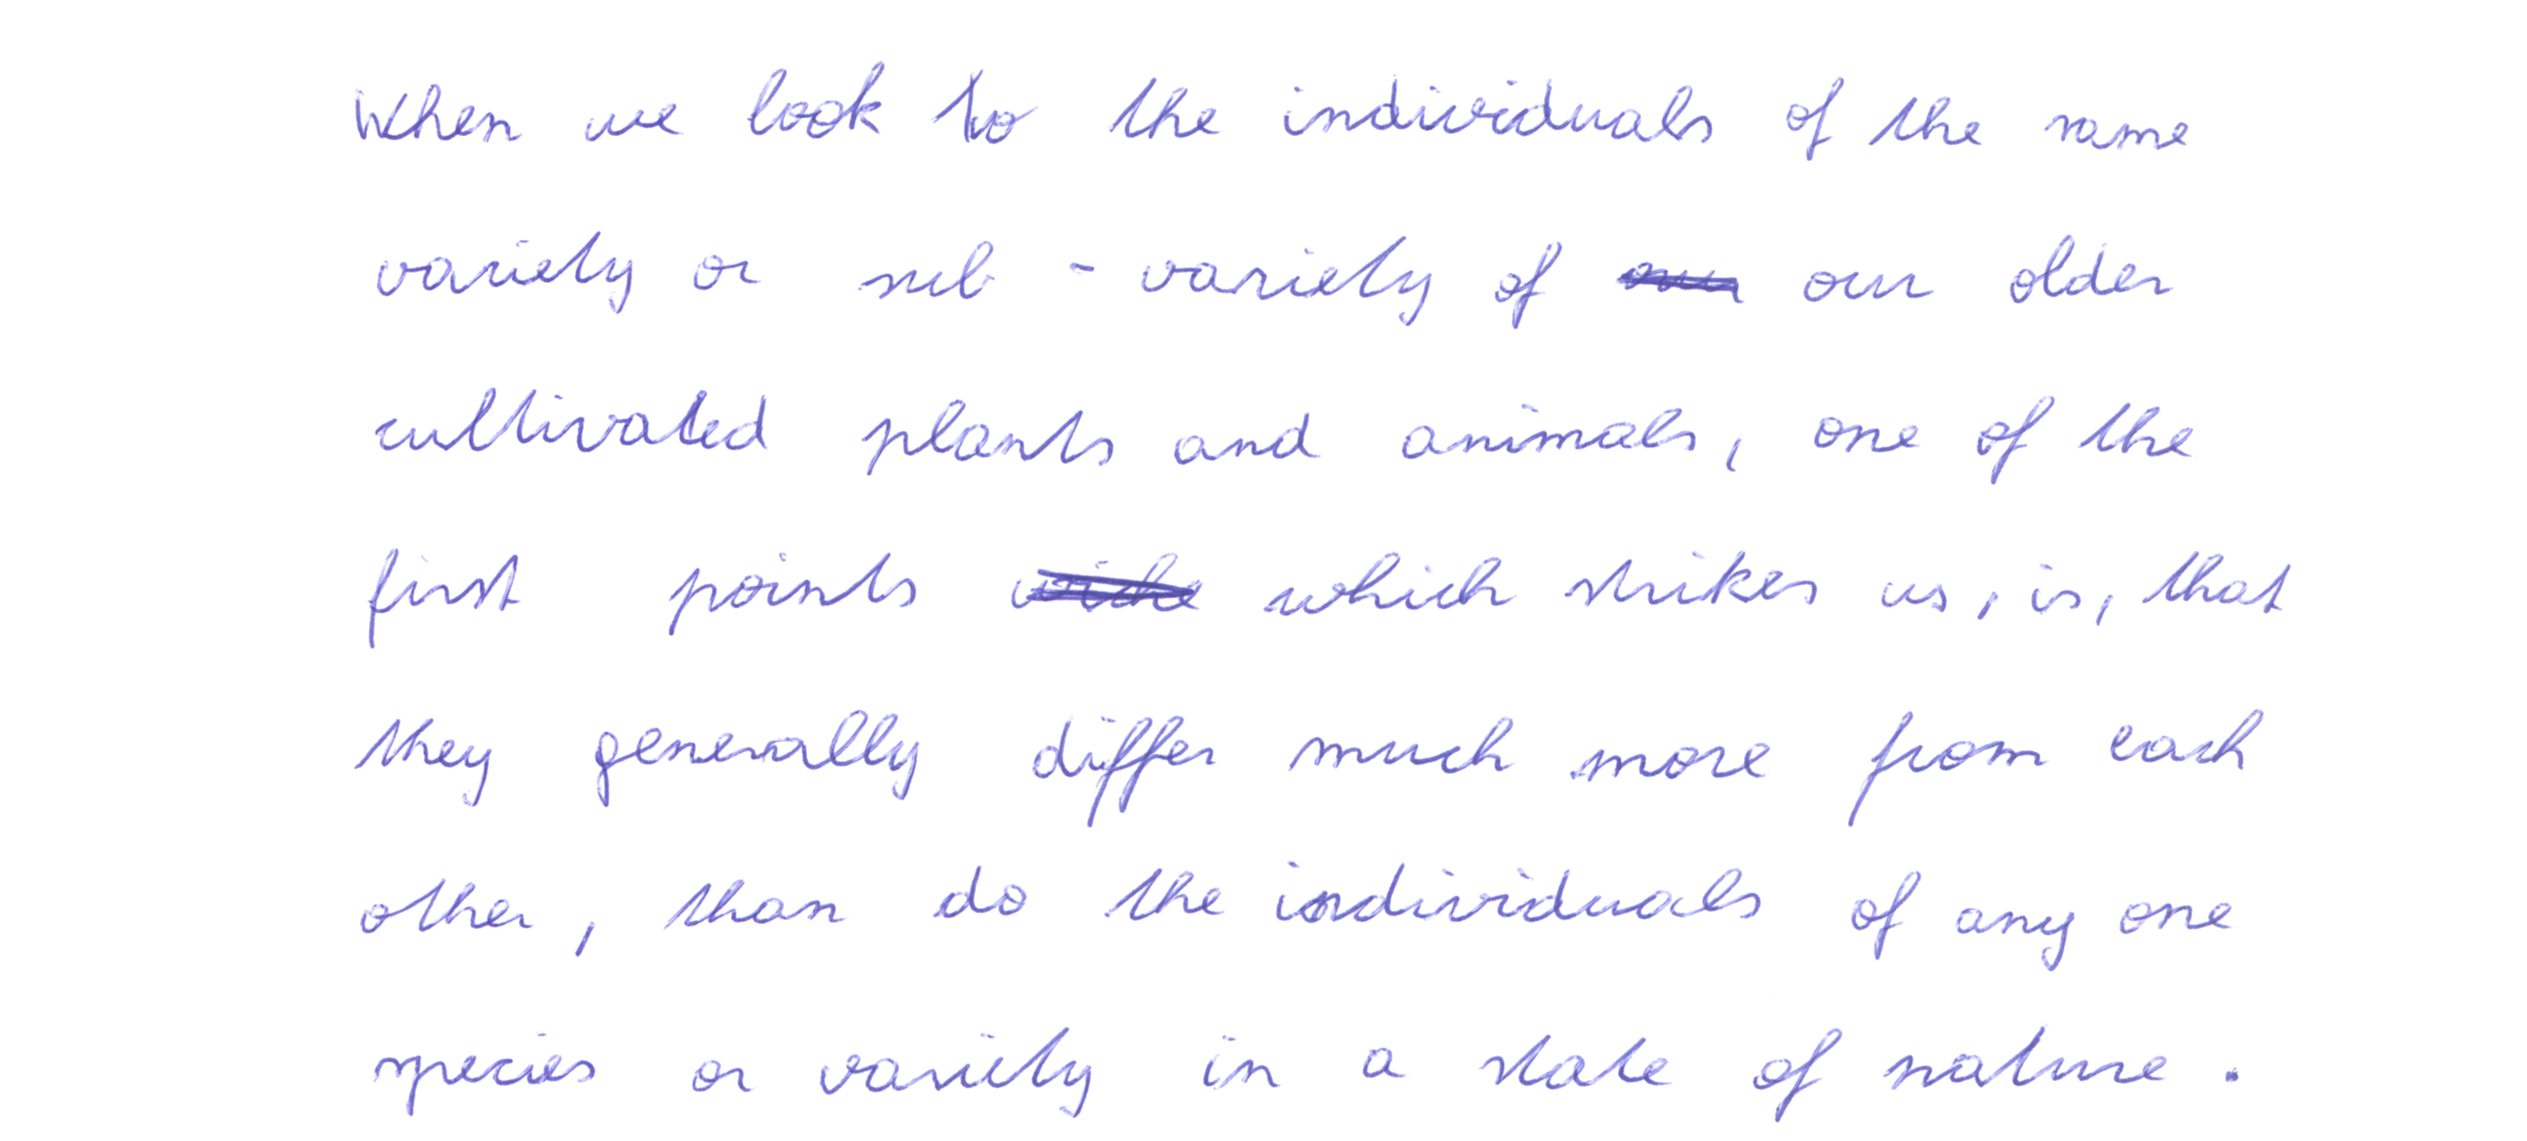 When we look to the individuals of the same
variety or sub - variety of our older
cultivated plants and animals, one of the
first points which strikes us, is, that
they generally differ much more from each
other, than do the individuals of any one
species or variety in a state of nature.